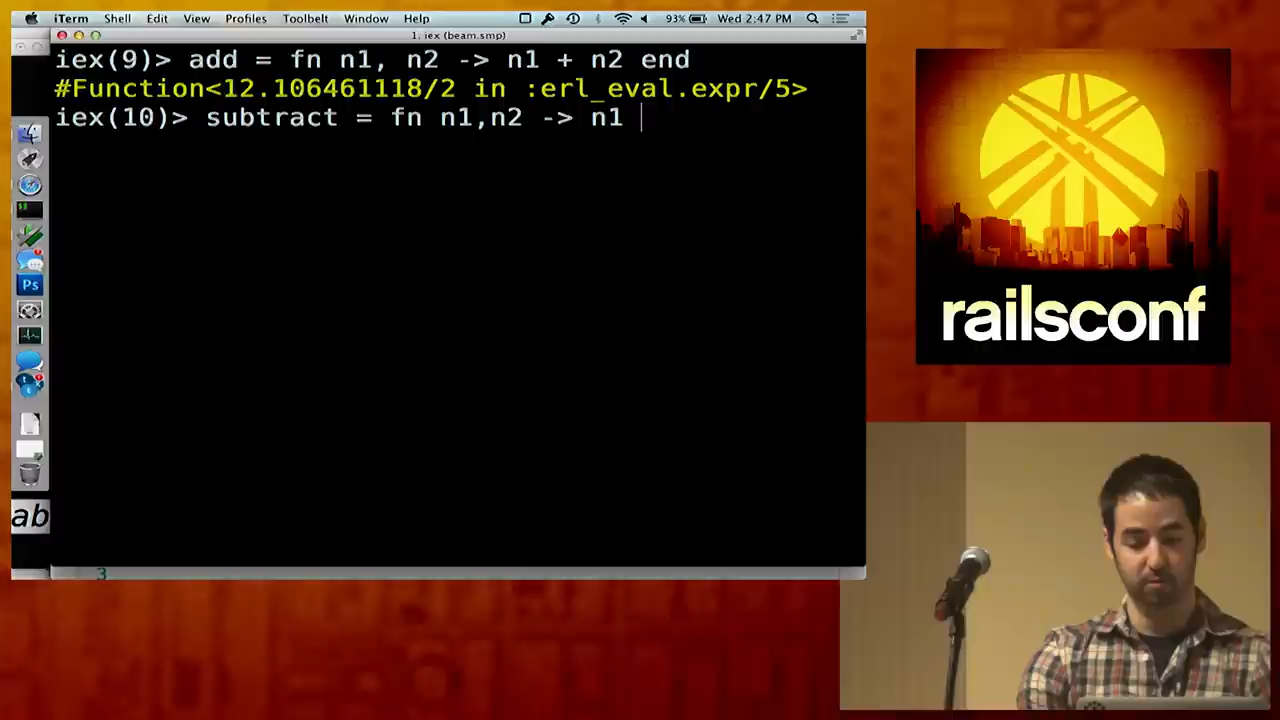 iTerm Shell Edit View Profiles Toolbelt Window Help 93% Wed 2:47 PM
1. iex (beam.smp)
iex(9)> add = fn n1, n2 -> n1 + n2 end
#Function<12.106461118/2 in :erl_eval.expr/5>
iex(10)> subtract = fn n1,n2 -> n1
Ps
ab
3
railsconf